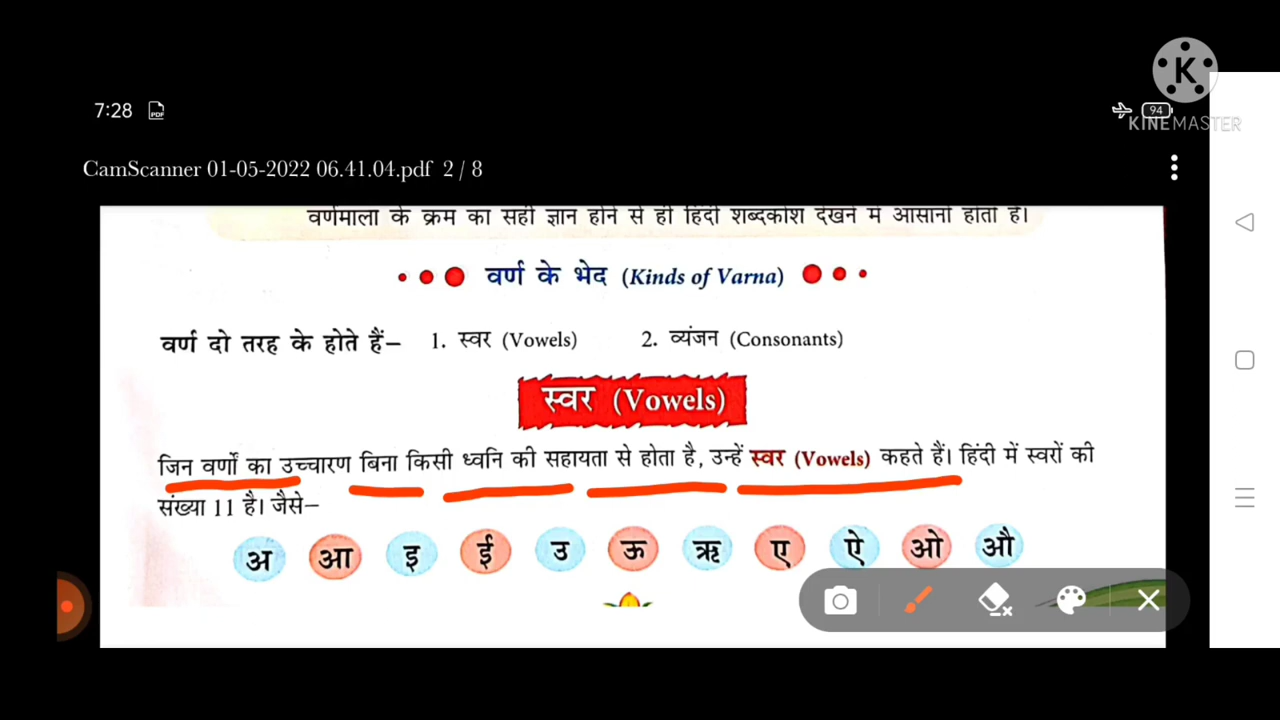 7:28
94
KINEMASTER
CamScanner 01-05-2022 06.41.04.pdf 2 / 8
वर्णमाला के क्रम का सही ज्ञान होने से ही हिंदी शब्दकोश देखने में आसानी होती है।
वर्ण के भेद (Kinds of Varna)
वर्ण दो तरह के होते हैं– 1. स्वर (Vowels) 2. व्यंजन (Consonants)
स्वर (Vowels)
जिन वर्णों का उच्चारण बिना किसी ध्वनि की सहायता से होता है, उन्हें स्वर (Vowels) कहते हैं। हिंदी में स्वरों की
संख्या 11 है। जैसे–
अ आ इ ई उ ऊ ऋ ए ऐ ओ औ